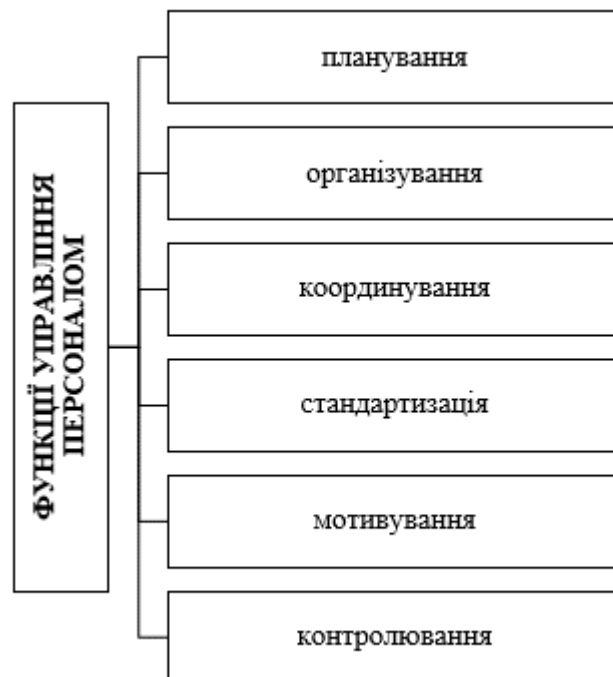 ФУНКЦІЇ УПРАВЛІННЯ
ПЕРСОНАЛОМ
планування
організування
координування
стандартизація
мотивування
контролювання